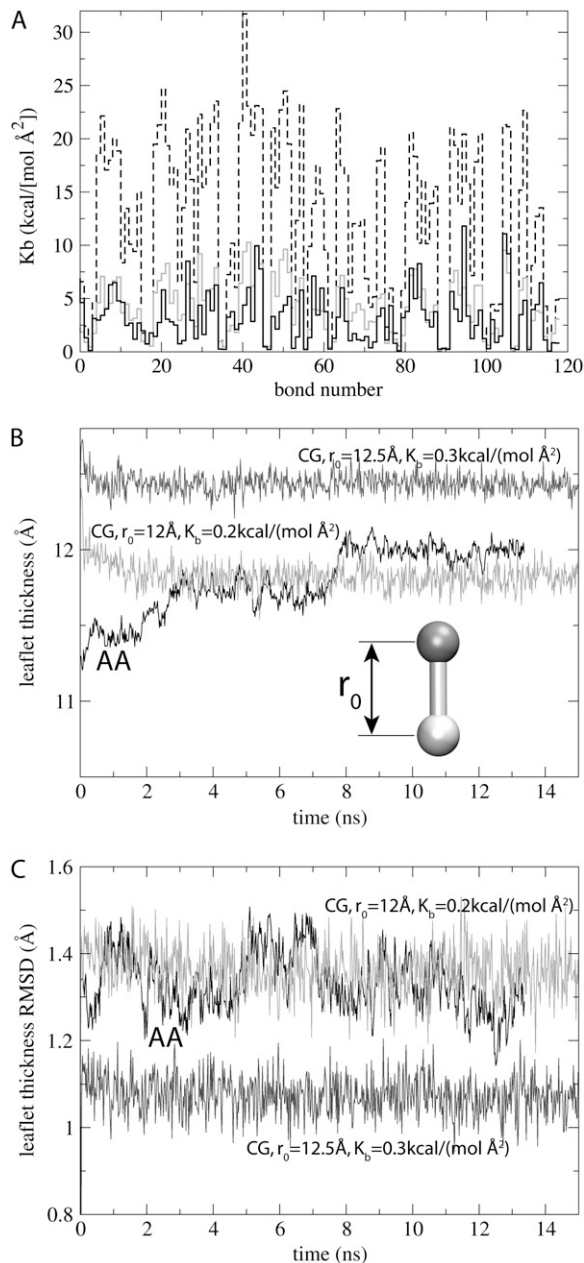 A
30
25
20
15
10
5
0
Kb (kcal/[mol Å²])
0 20 40 60 80 100 120
bond number
B
CG, r₀=12.5Å, K_b=0.3kcal/(mol Å²)
CG, r₀=12Å, K_b=0.2kcal/(mol Å²)
12
11
leaflet thickness (Å)
AA
r₀
0 2 4 6 8 10 12 14
time (ns)
C
1.6
CG, r₀=12Å, K_b=0.2kcal/(mol Å²)
1.4
1.2
AA
1
CG, r₀=12.5Å, K_b=0.3kcal/(mol Å²)
0.8
leaflet thickness RMSD (Å)
0 2 4 6 8 10 12 14
time (ns)